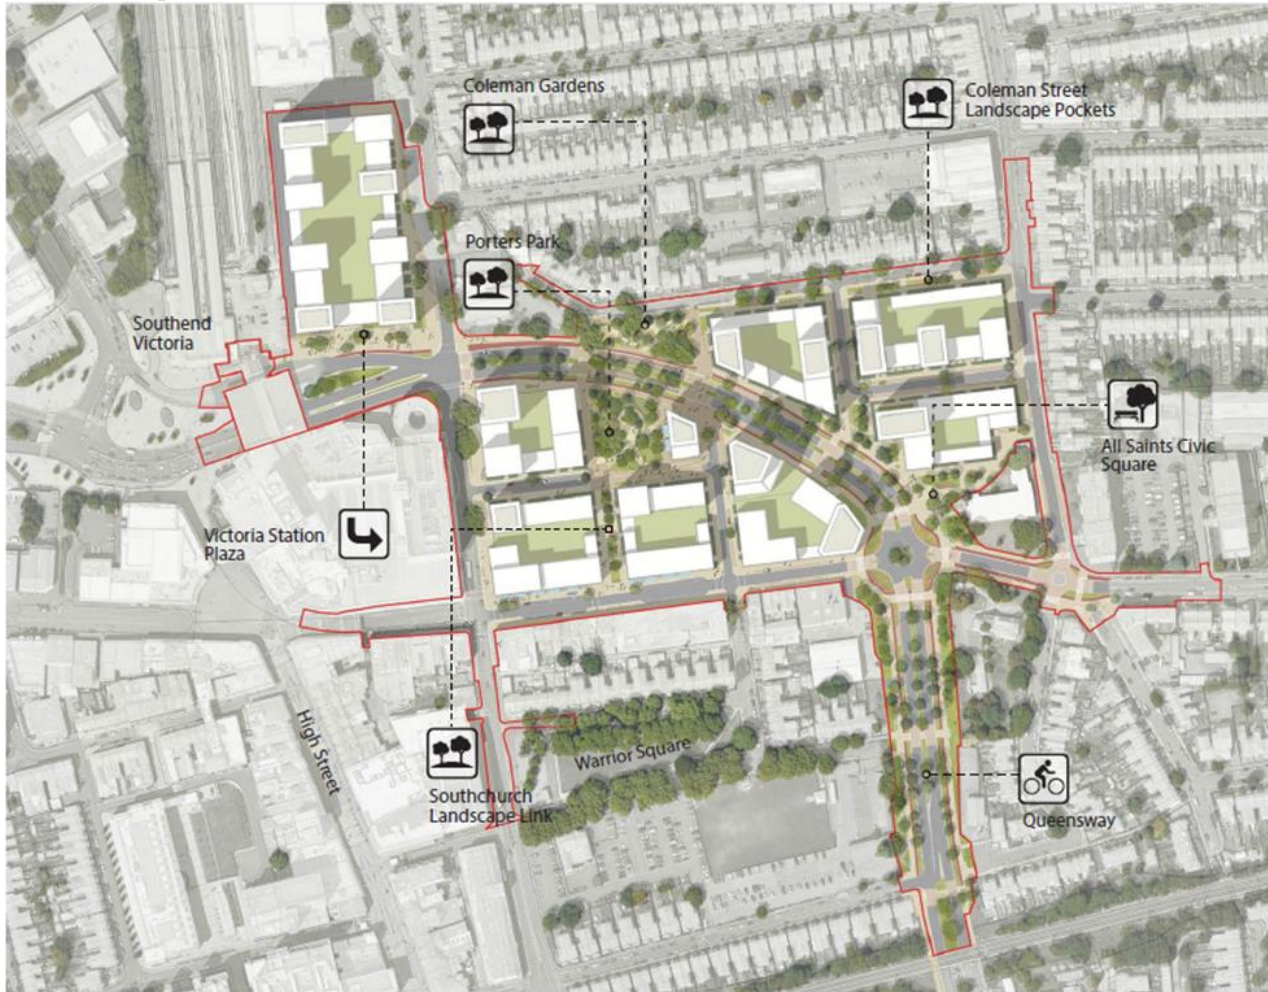 Coleman Gardens
Coleman Street
Landscape Pockets
Porters Park
Southend
Victoria
All Saints Civic
Square
Victoria Station
Plaza
High Street
Warrior Square
Southchurch
Landscape Link
Queensway